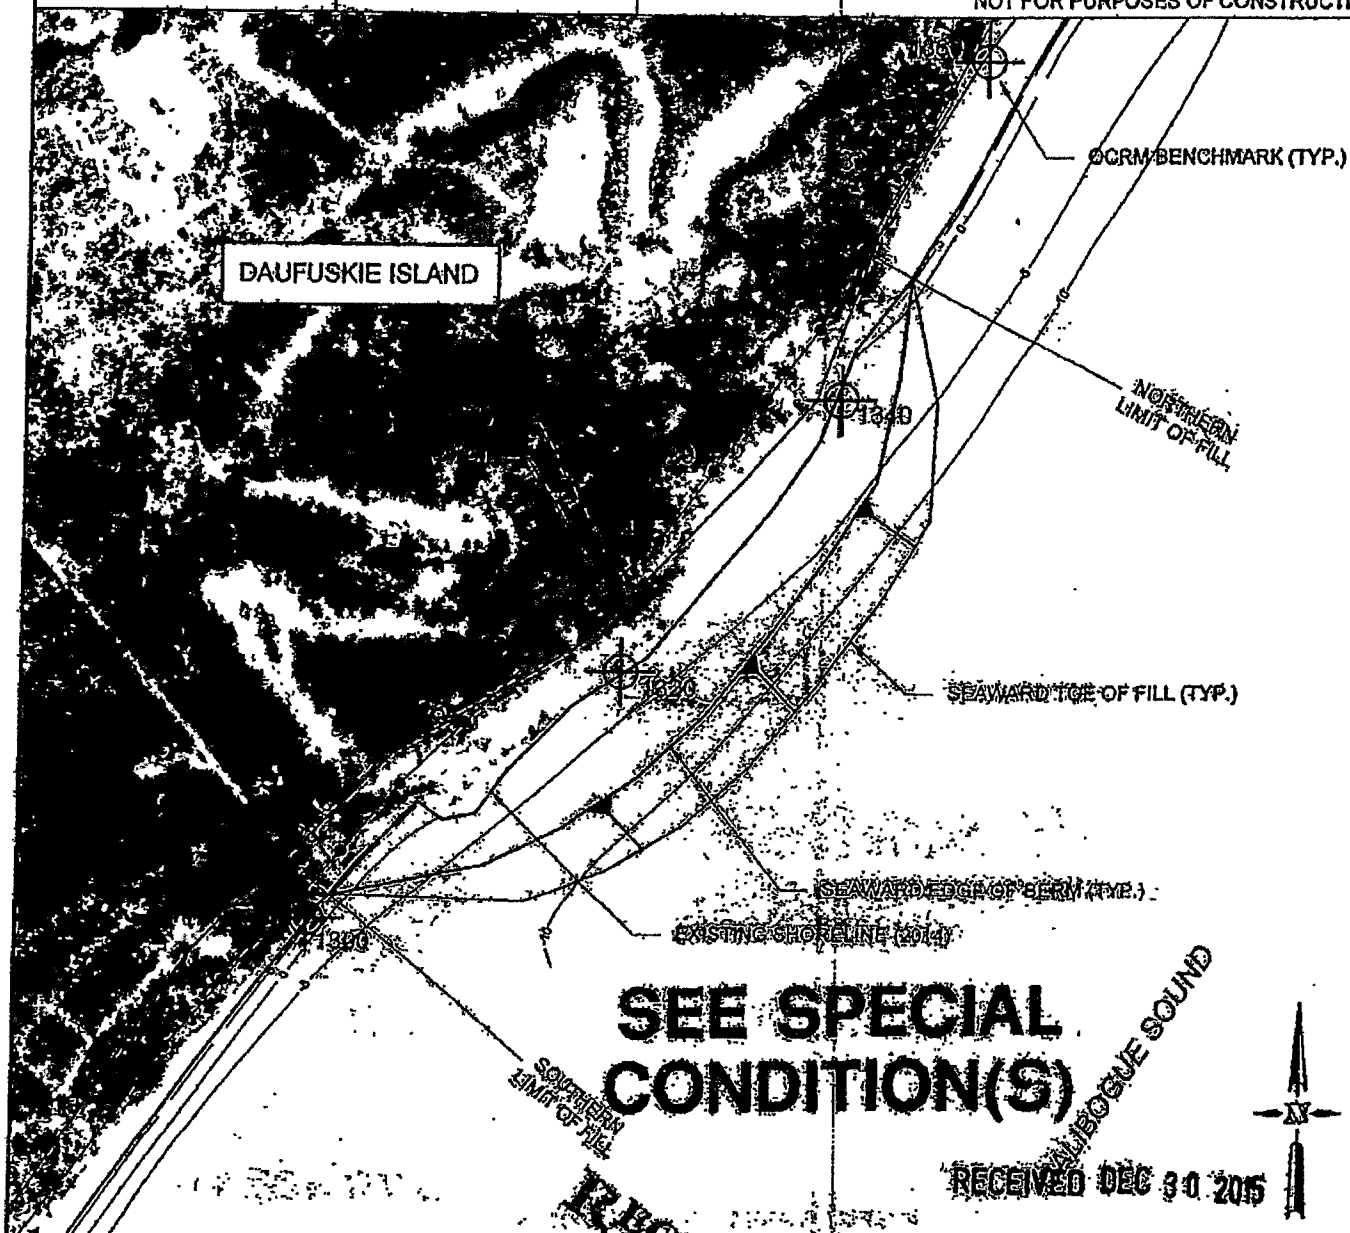 NOT FOR PURPOSES OF CONSTRUCTI
OCRM BENCHMARK (TYP.)
DAUFUSKIE ISLAND
NORTHERN
LIMIT OF FILL
1340
1320
SEAWARD TOE OF FILL (TYP.)
SEAWARD EDGE OF BERM (TYP.)
EXISTING SHORELINE (2014)
1300
SOUTHERN
LIMIT OF FILL
SEE SPECIAL
CONDITION(S)
CALIBOGUE SOUND
N
RECEIVED DEC 30 2015